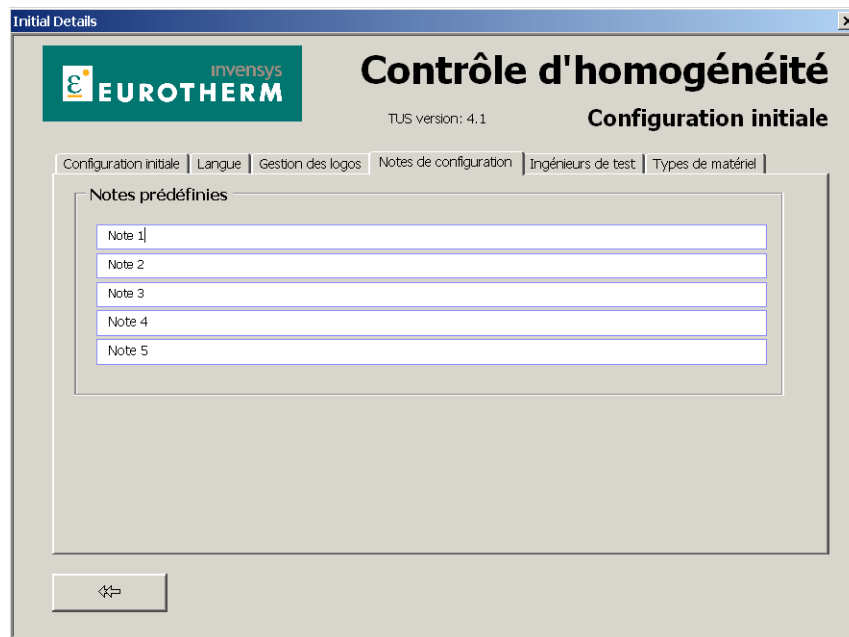 Initial Details
invensys
EUROTHERM
Contrôle d'homogénéité
TUS version: 4.1
Configuration initiale
Configuration initiale
Langue
Gestion des logos
Notes de configuration
Ingénieurs de test
Types de matériel
Notes prédéfinies
Note 1
Note 2
Note 3
Note 4
Note 5